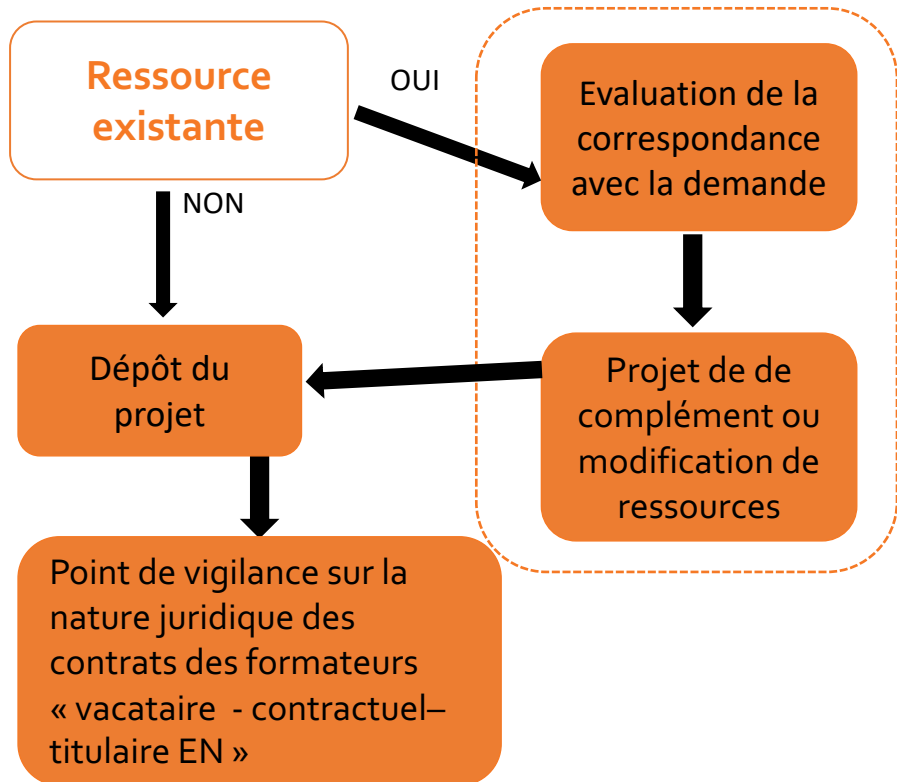 Ressource
existante
OUI
Evaluation de la
correspondance
avec la demande
NON
Dépôt du
projet
Projet de de
complément ou
modification de
ressources
Point de vigilance sur la
nature juridique des
contrats des formateurs
« vacataire - contractuel–
titulaire EN »